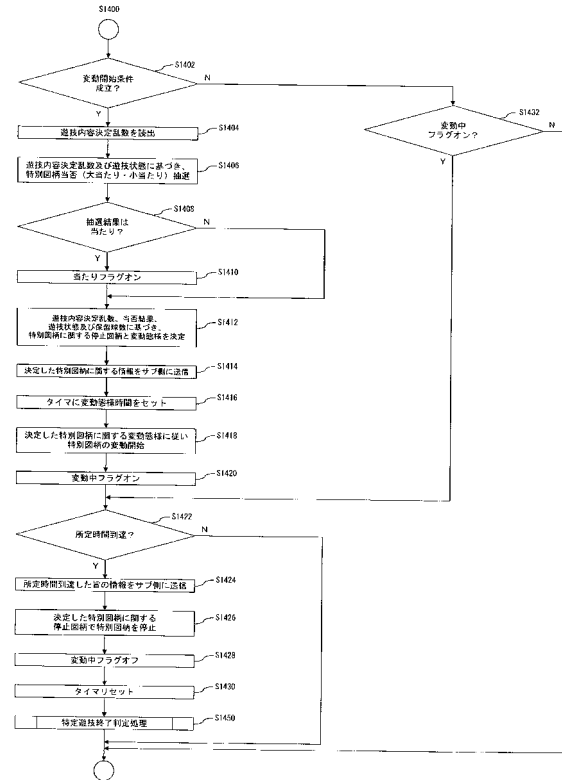 S1400
S1402
変動開始条件
成立?
N
Y
S1432
変動中
フラグオン?
N
Y
遊技内容決定乱数を読出
S1404
遊技内容決定乱数及び遊技状態に基づき、
特別図柄当否(大当たり・小当たり)抽選
S1406
S1408
抽選結果は
当たり?
N
Y
当たりフラグオン
S1410
遊技内容決定乱数、当否結果、
遊技状態及び保留球数に基づき、
特別図柄に関する停止図柄と変動態様を決定
S1412
決定した特別図柄に関する情報をサブ側に送信
S1414
タイマに変動態様時間をセット
S1416
決定した特別図柄に関する変動態様に従い
特別図柄の変動開始
S1418
変動中フラグオン
S1420
S1422
所定時間到達?
N
Y
所定時間到達した旨の情報をサブ側に送信
S1424
決定した特別図柄に関する
停止図柄で特別図柄を停止
S1426
変動中フラグオフ
S1428
タイマリセット
S1430
特定遊技終了判定処理
S1450